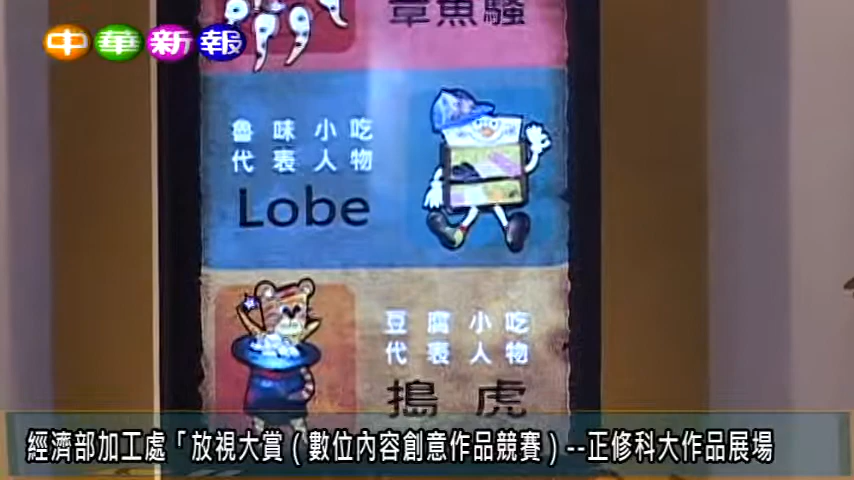 中華新報
章魚騷
魯味小吃
代表人物
Lobe
豆腐小吃
代表人物
搗虎
經濟部加工處「放視大賞(數位內容創意作品競賽)--正修科大作品展場